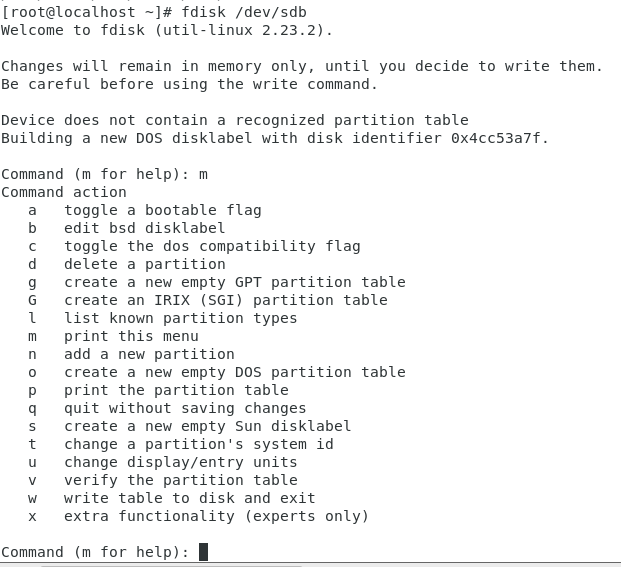 [root@localhost ~]# fdisk /dev/sdb
Welcome to fdisk (util-linux 2.23.2).

Changes will remain in memory only, until you decide to write them.
Be careful before using the write command.

Device does not contain a recognized partition table
Building a new DOS disklabel with disk identifier 0x4cc53a7f.

Command (m for help): m
Command action
   a   toggle a bootable flag
   b   edit bsd disklabel
   c   toggle the dos compatibility flag
   d   delete a partition
   g   create a new empty GPT partition table
   G   create an IRIX (SGI) partition table
   l   list known partition types
   m   print this menu
   n   add a new partition
   o   create a new empty DOS partition table
   p   print the partition table
   q   quit without saving changes
   s   create a new empty Sun disklabel
   t   change a partition's system id
   u   change display/entry units
   v   verify the partition table
   w   write table to disk and exit
   x   extra functionality (experts only)

Command (m for help):